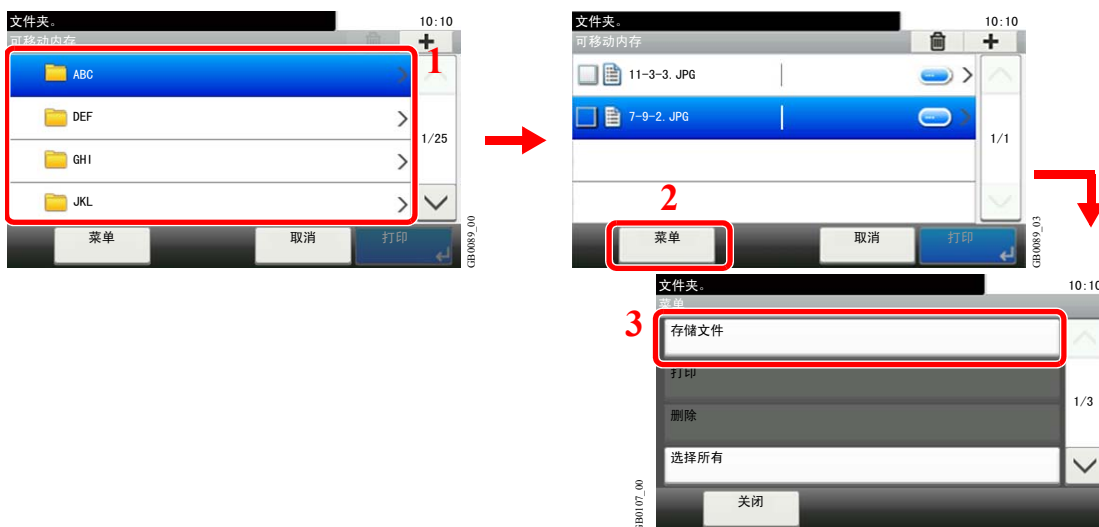 文件夹。 10:10
可移动内存
1
ABC
DEF
1/25
GHI
JKL
菜单 取消 打印
GB0089_00
文件夹。 10:10
可移动内存
11-3-3.JPG
7-9-2.JPG
1/1
2
菜单 取消 打印
GB0089_03
文件夹。 10:10
菜单
3
存储文件
打印
1/3
删除
选择所有
关闭
GB0107_00